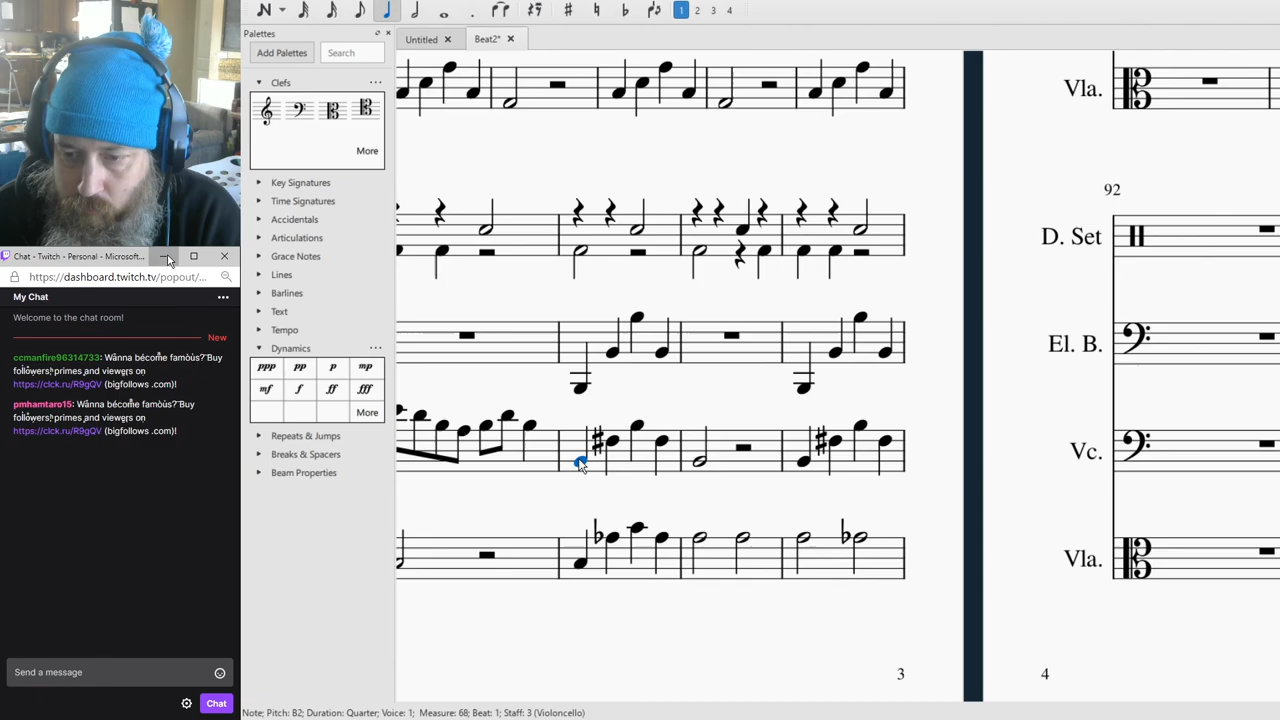 1 2 3 4
Palettes
Untitled
Beat2*
Add Palettes
Search
Clefs
More
Key Signatures
Time Signatures
Accidentals
Articulations
Grace Notes
Lines
Barlines
Text
Tempo
Dynamics
ppp pp p mp
mf f ff fff
More
Repeats & Jumps
Breaks & Spacers
Beam Properties
Vla.
92
D. Set
El. B.
Vc.
Vla.
3
4
Note; Pitch: B2; Duration: Quarter; Voice: 1; Measure: 68; Beat: 1; Staff: 3 (Violoncello)
Chat - Twitch - Personal - Microsoft...
https://dashboard.twitch.tv/popout/...
My Chat
Welcome to the chat room!
New
ccmanfire96314733: Wanna become famous? Buy
followers, primes and viewers on
https://clck.ru/R9gQV (bigfollows .com)!
pmhamtaro15: Wanna become famous? Buy
followers, primes and viewers on
https://clck.ru/R9gQV (bigfollows .com)!
Send a message
Chat